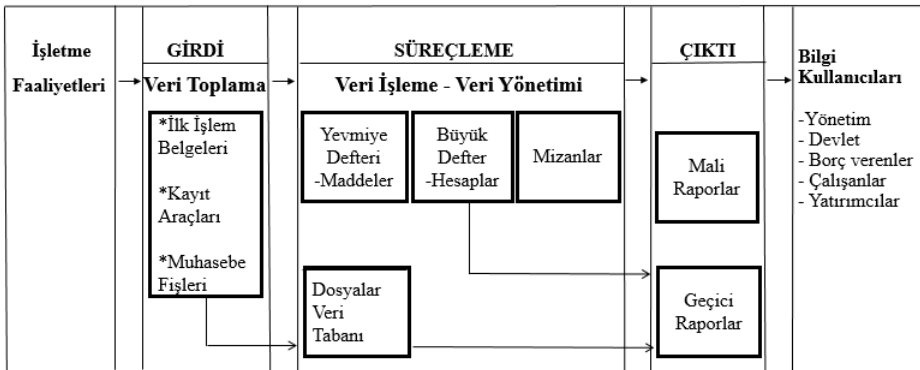 İşletme
Faaliyetleri
GİRDİ
Veri Toplama
*İlk İşlem
Belgeleri
*Kayıt
Araçları
*Muhasebe
Fişleri
SÜREÇLEME
Veri İşleme - Veri Yönetimi
Yevmiye
Defteri
-Maddeler
Büyük
Defter
-Hesaplar
Mizanlar
Dosyalar
Veri
Tabanı
ÇIKTI
Mali
Raporlar
Geçici
Raporlar
Bilgi
Kullanıcıları
-Yönetim
- Devlet
- Borç verenler
- Çalışanlar
- Yatırımcılar